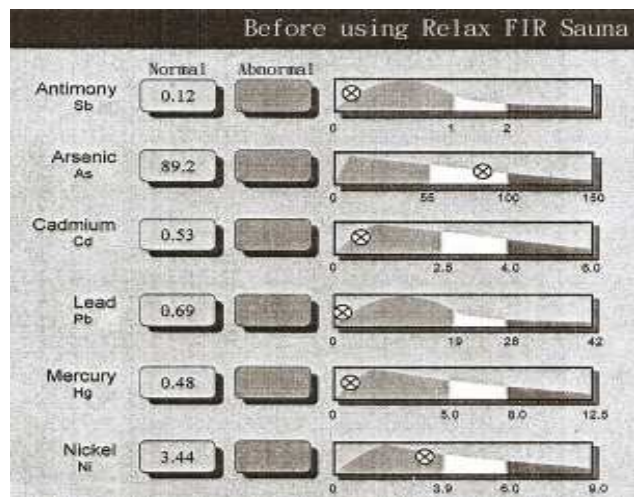 Before using Relax FIR Sauna
Normal Abnormal
Antimony 0.12
Sb
0 1 2
Arsenic 89.2
As
0 55 100 150
Cadmium 0.53
Cd
0 2.5 4.0 6.0
Lead 0.69
Pb
0 19 28 42
Mercury 0.48
Hg
0 5.0 8.0 12.5
Nickel 3.44
Ni
0 3.9 6.0 9.0